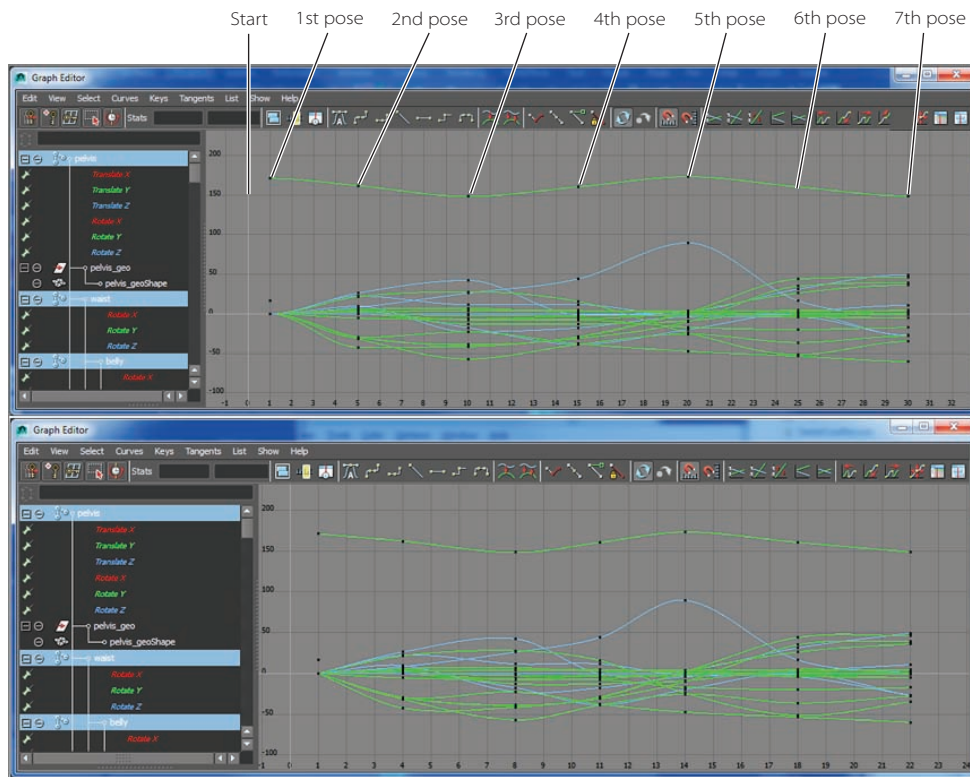 Start 1st pose 2nd pose 3rd pose 4th pose 5th pose 6th pose 7th pose
Graph Editor
Edit View Select Curves Keys Tangents List Show Help
Stats
pelvis
Translate X
Translate Y
Translate Z
Rotate X
Rotate Y
Rotate Z
pelvis_geo
pelvis_geoShape
waist
Rotate X
Rotate Y
Rotate Z
belly
Rotate X
200
150
100
50
0
-50
-100
-1 0 1 2 3 4 5 6 7 8 9 10 11 12 13 14 15 16 17 18 19 20 21 22 23 24 25 26 27 28 29 30 31 32
Graph Editor
Edit View Select Curves Keys Tangents List Show Help
Stats
pelvis
Translate X
Translate Y
Translate Z
Rotate X
Rotate Y
Rotate Z
pelvis_geo
pelvis_geoShape
waist
Rotate X
Rotate Y
Rotate Z
belly
Rotate X
200
150
100
50
0
-50
-100
-1 0 1 2 3 4 5 6 7 8 9 10 11 12 13 14 15 16 17 18 19 20 21 22 23 24